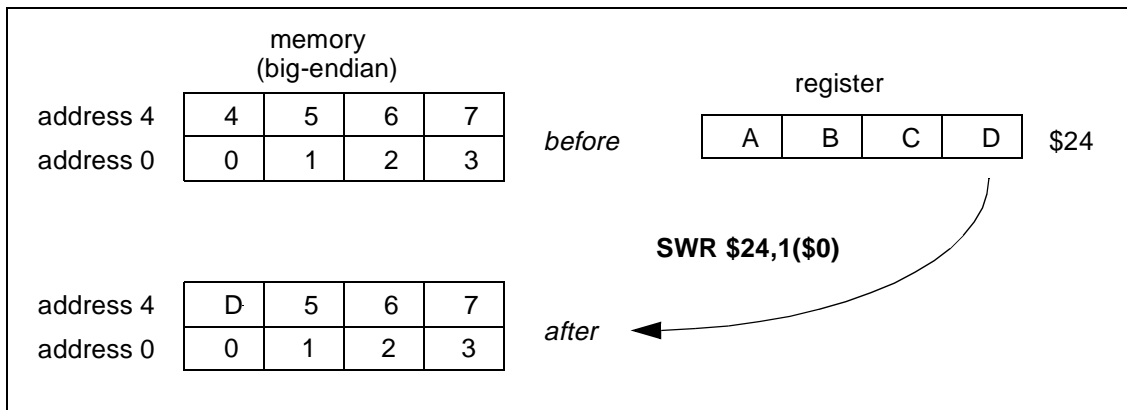 memory
(big-endian)
register
address 4 4 5 6 7
before A B C D $24
address 0 0 1 2 3
SWR $24,1($0)
address 4 D 5 6 7
after
address 0 0 1 2 3